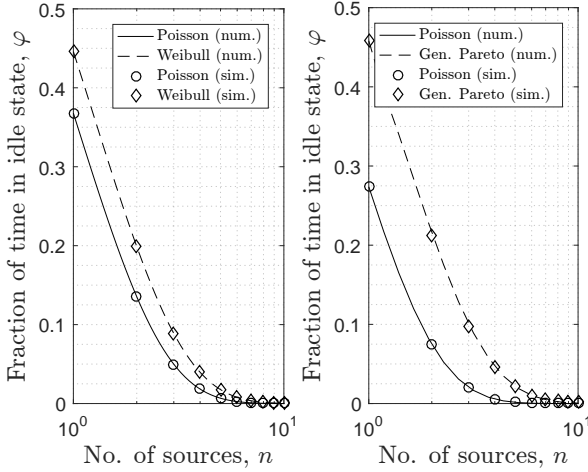 Fraction of time in idle state, φ
0.5
0.4
0.3
0.2
0.1
0
Poisson (num.)
Weibull (num.)
Poisson (sim.)
Weibull (sim.)
10^0
10^1
No. of sources, n
Fraction of time in idle state, φ
0.5
0.4
0.3
0.2
0.1
0
Poisson (num.)
Gen. Pareto (num.)
Poisson (sim.)
Gen. Pareto (sim.)
10^0
10^1
No. of sources, n